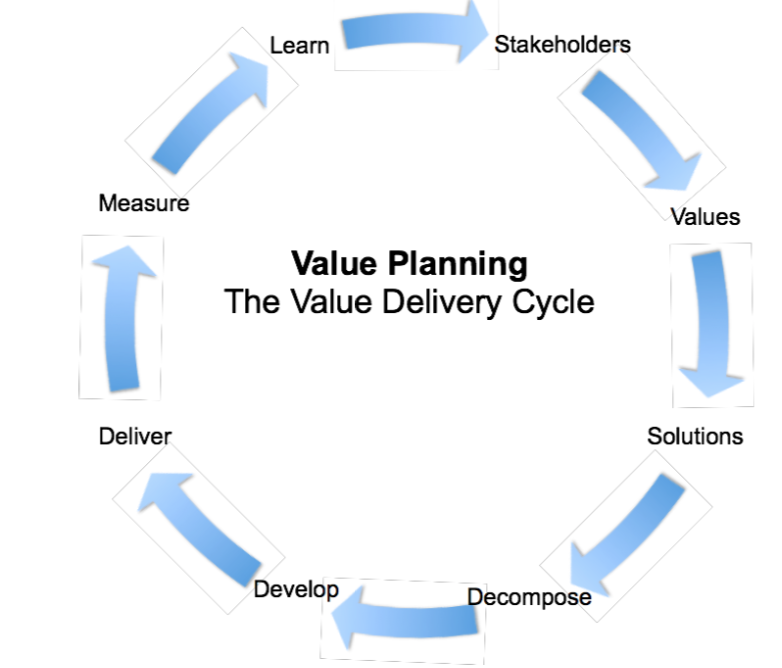 Learn
Stakeholders
Measure
Values
Value Planning
The Value Delivery Cycle
Deliver
Solutions
Develop
Decompose